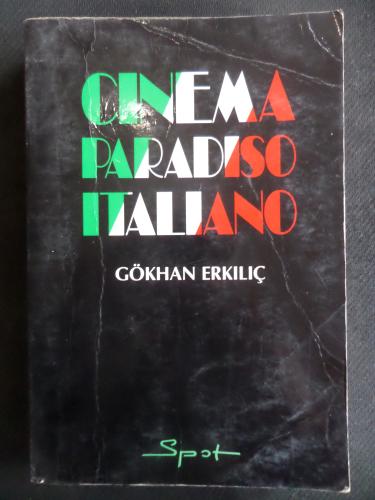 CINEMA
PARADISO
ITALIANO
GÖKHAN ERKILIÇ
Spot